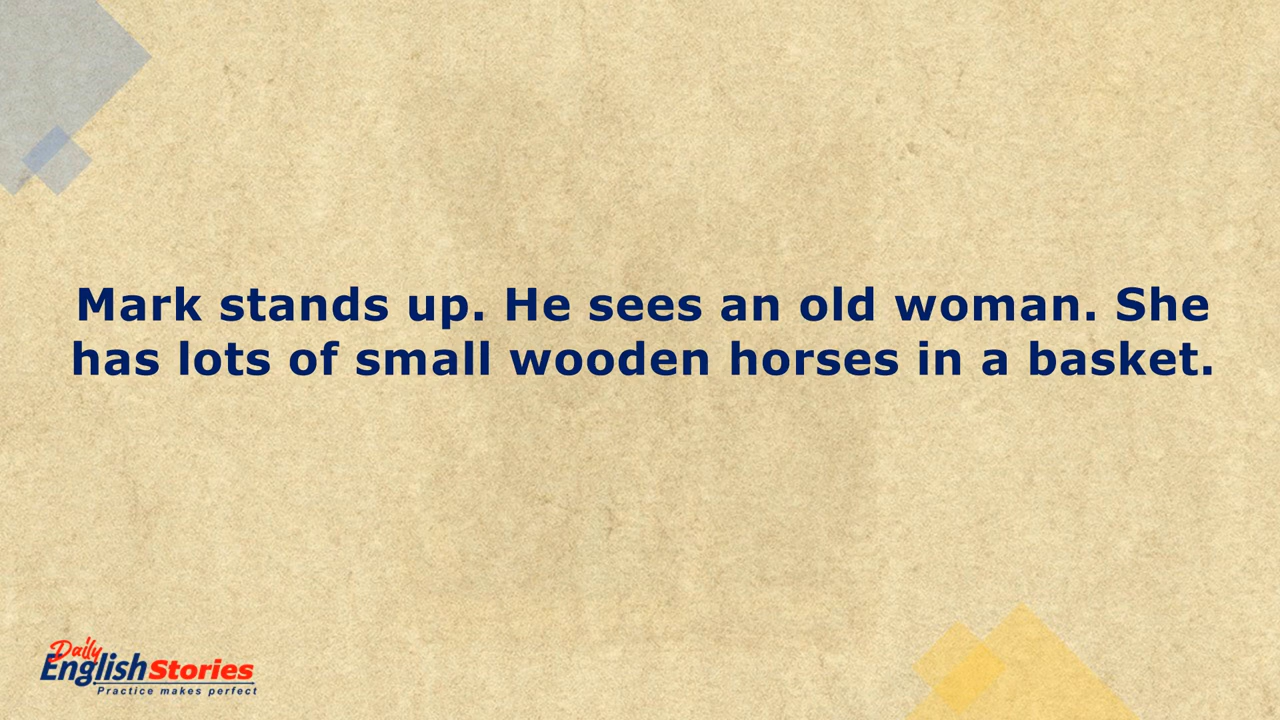 Mark stands up. He sees an old woman. She
has lots of small wooden horses in a basket.
Daily
English Stories
Practice makes perfect